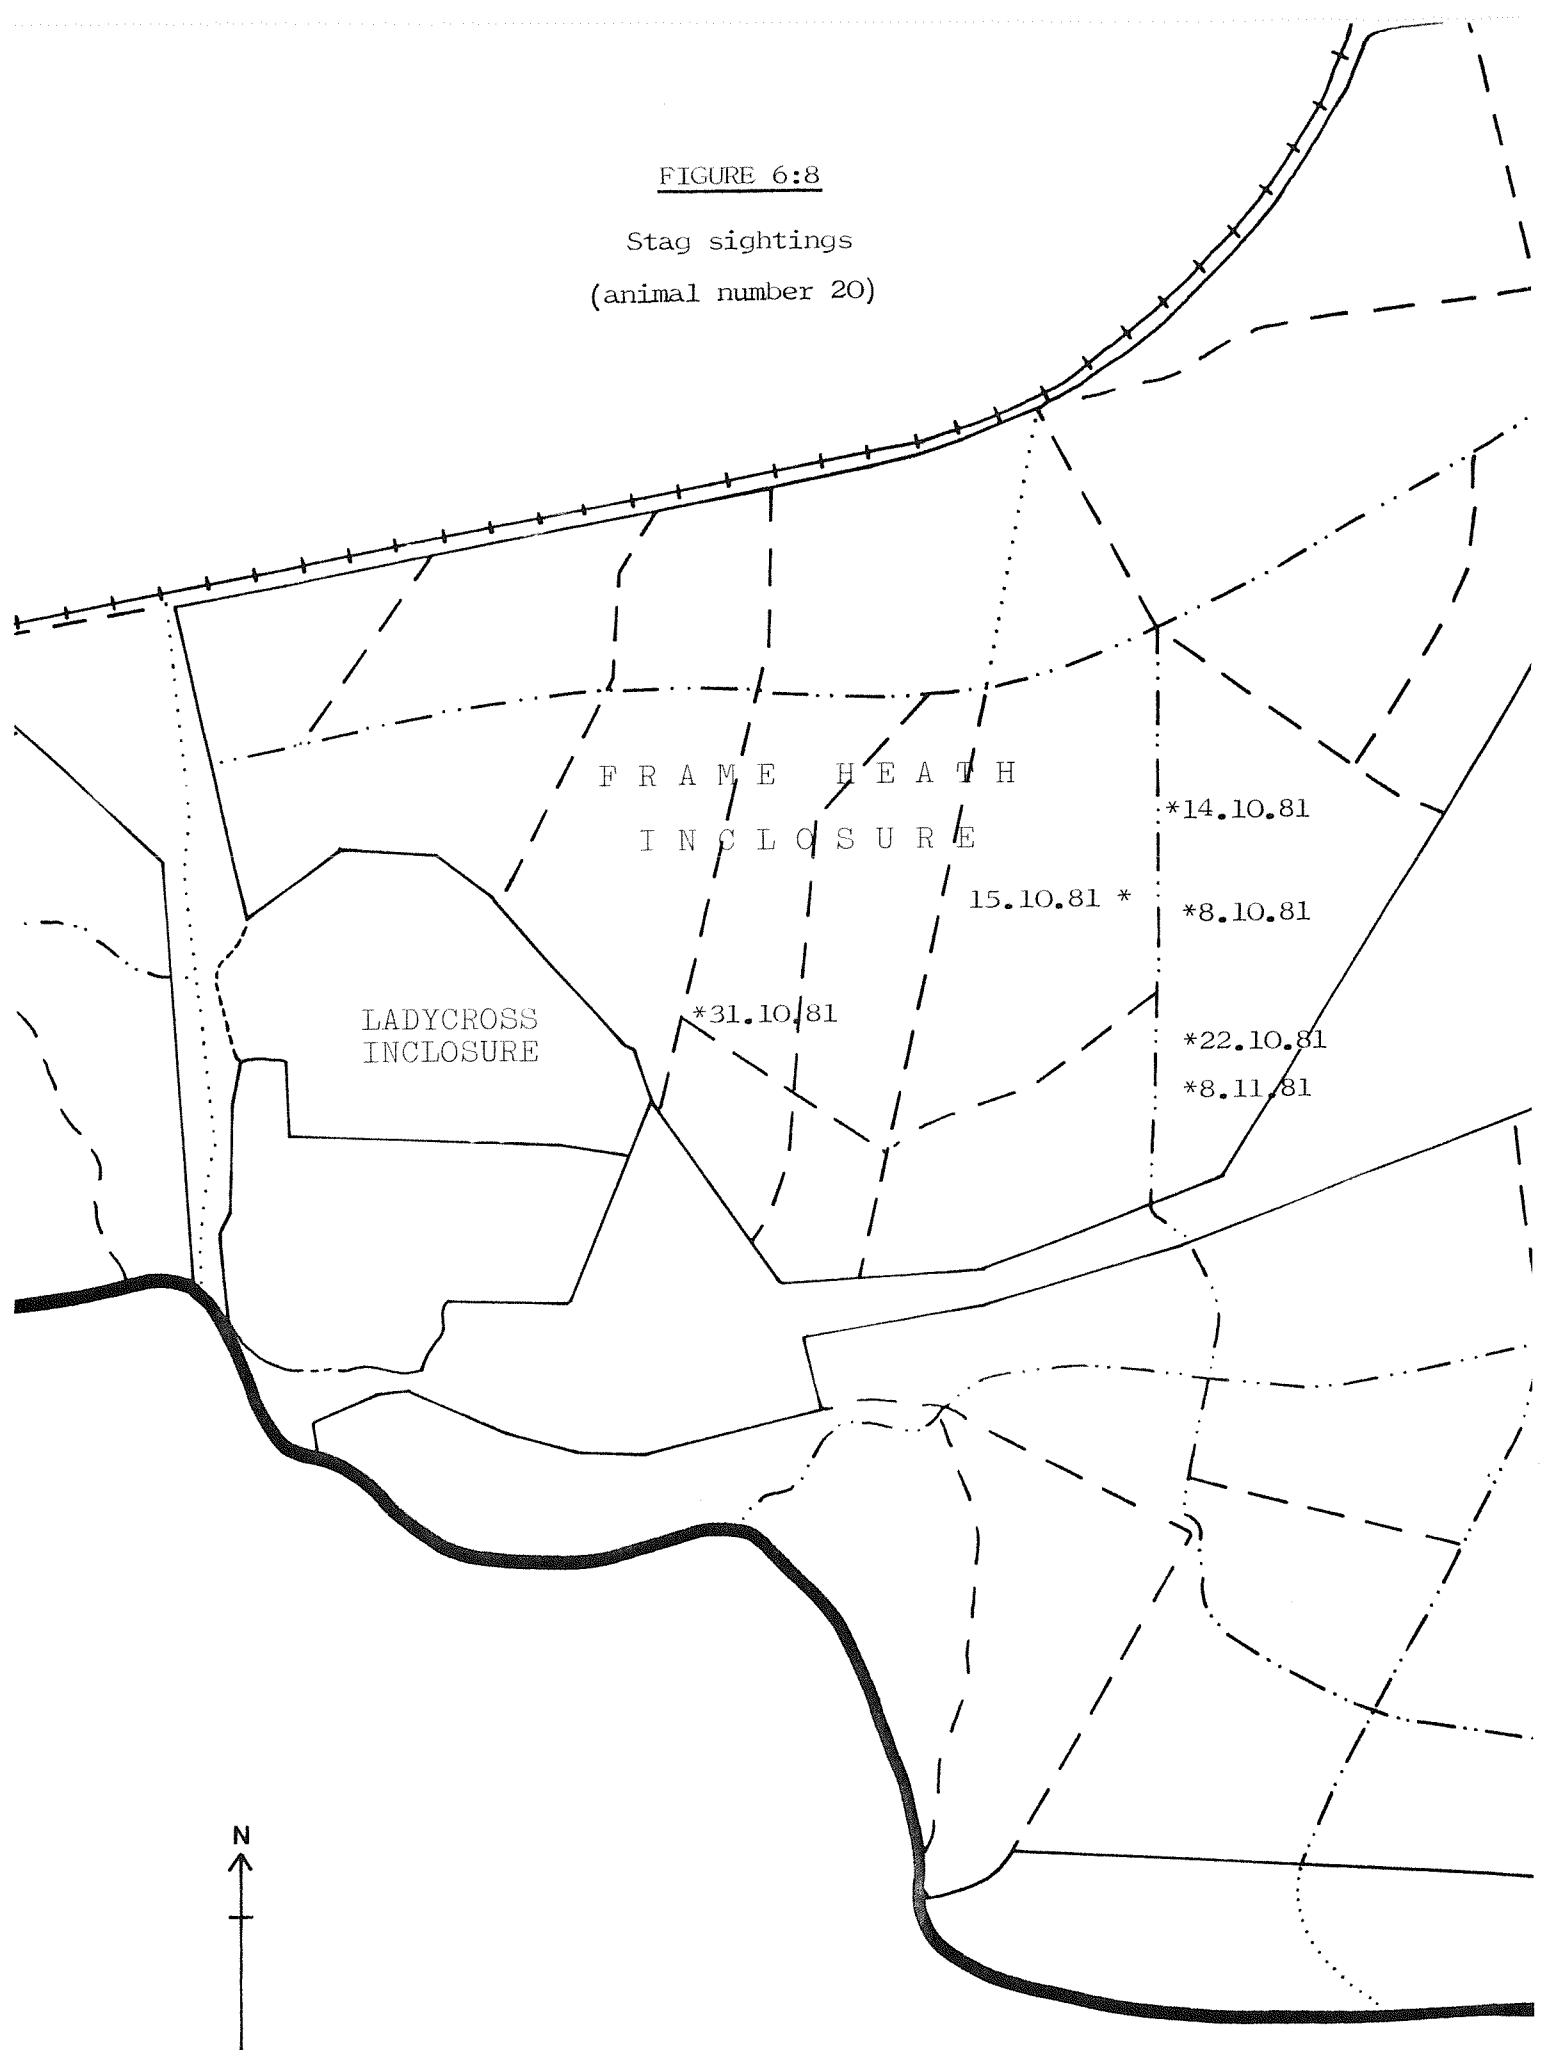 FIGURE 6:8
Stag sightings
(animal number 20)
FRAME HEATH
INCLOSURE
*14.10.81
15.10.81 *
*8.10.81
*31.10.81
LADYCROSS
INCLOSURE
*22.10.81
*8.11.81
N